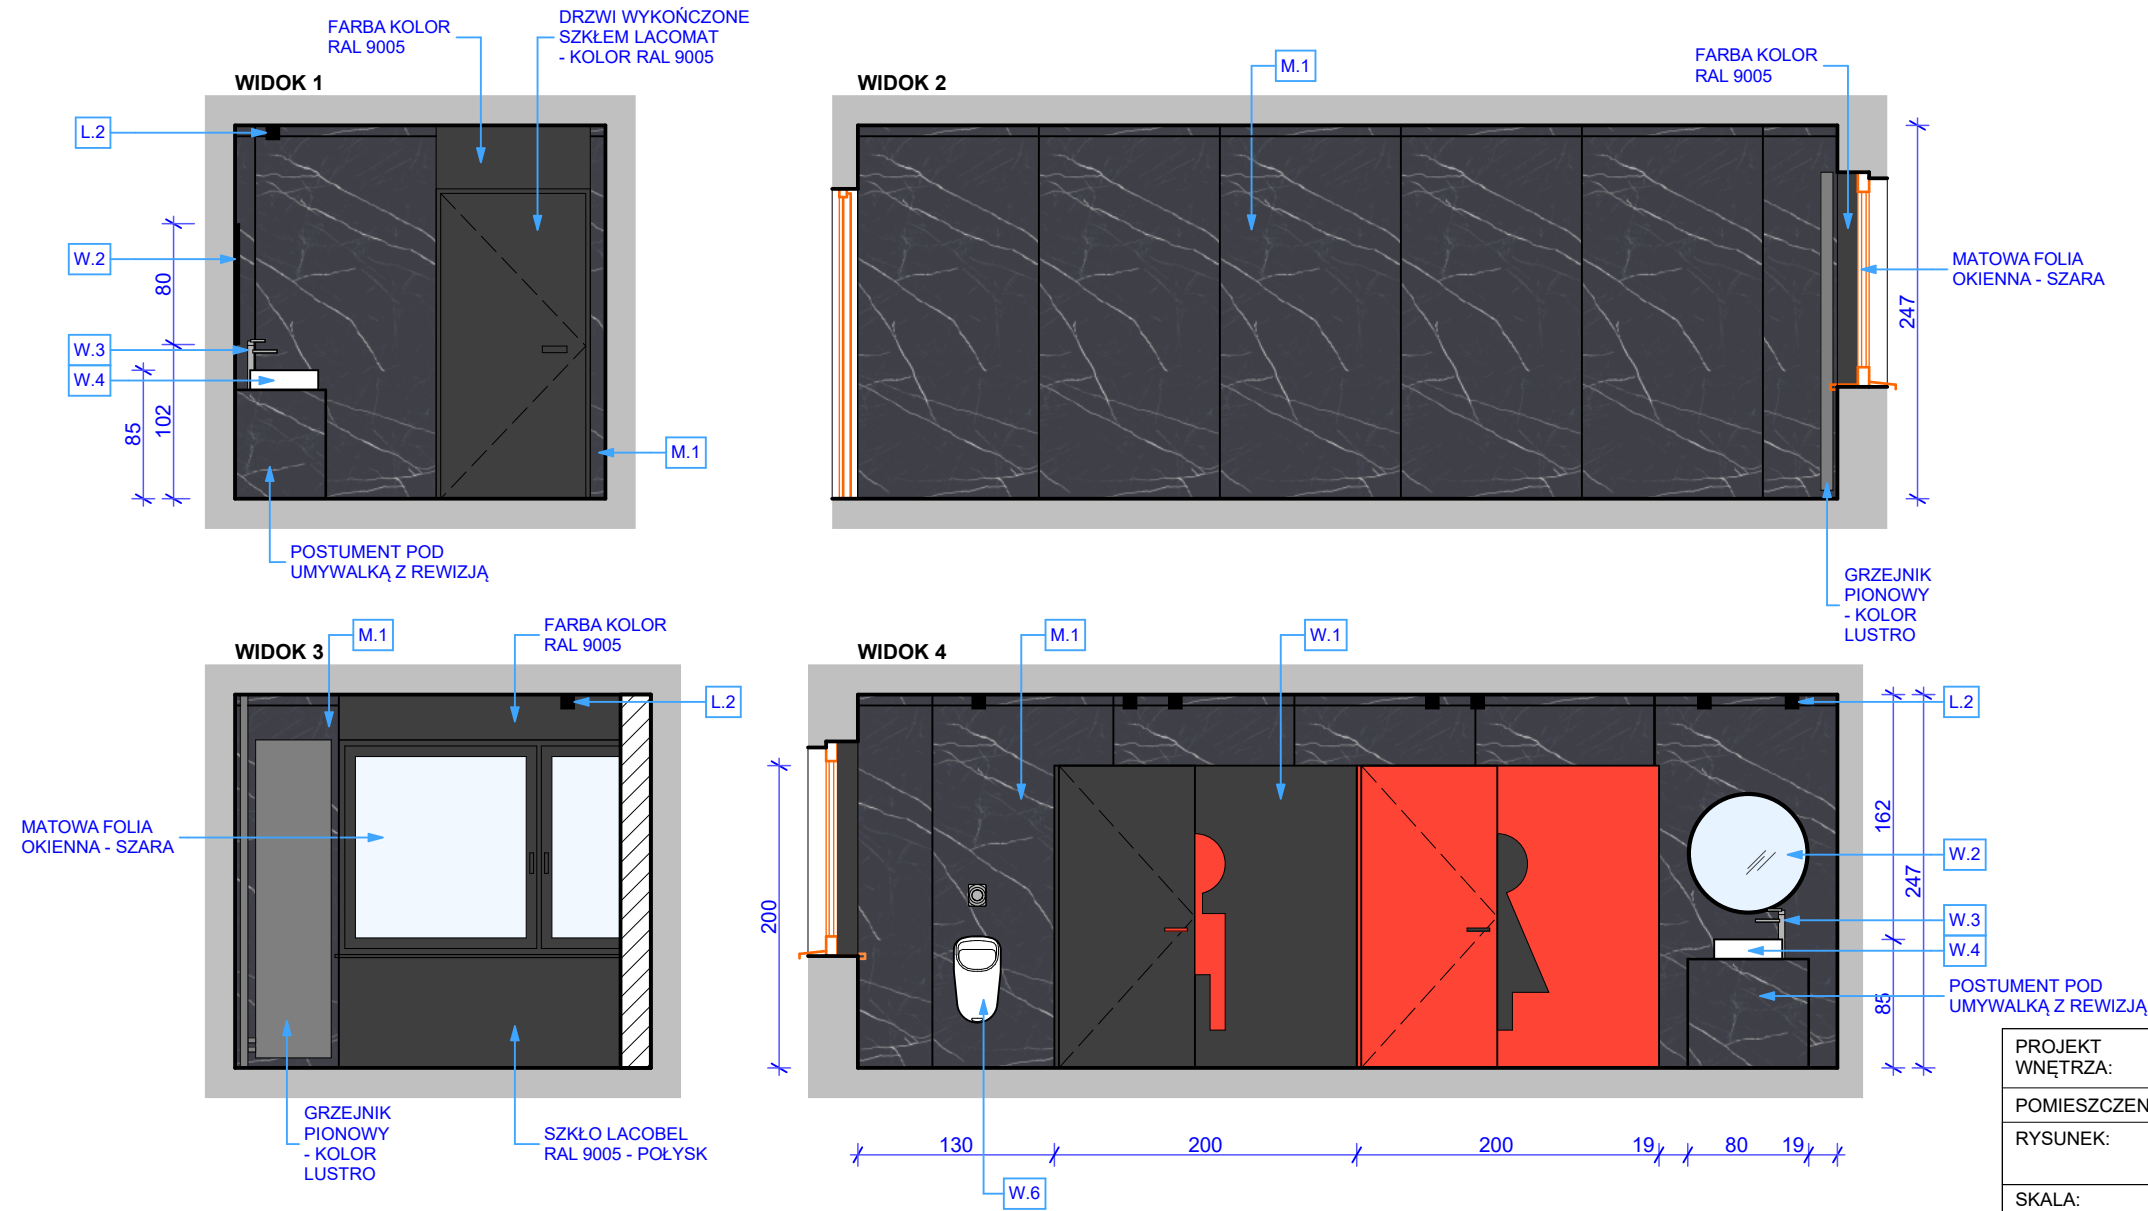 WIDOK 1
FARBA KOLOR
RAL 9005
DRZWI WYKOŃCZONE
SZKŁEM LACOMAT
- KOLOR RAL 9005
L.2
W.2
80
W.3
W.4
85
102
M.1
POSTUMENT POD
UMYWALKĄ Z REWIZJĄ
WIDOK 2
M.1
FARBA KOLOR
RAL 9005
MATOWA FOLIA
OKIENNA - SZARA
247
GRZEJNIK
PIONOWY
- KOLOR
LUSTRO
WIDOK 3
M.1
FARBA KOLOR
RAL 9005
L.2
MATOWA FOLIA
OKIENNA - SZARA
GRZEJNIK
PIONOWY
- KOLOR
LUSTRO
SZKŁO LACOBEL
RAL 9005 - POŁYSK
WIDOK 4
M.1
W.1
L.2
162
W.2
247
200
W.3
W.4
85
POSTUMENT POD
UMYWALKĄ Z REWIZJĄ
130
200
200
19
80
19
W.6
PROJEKT
WNĘTRZA:
POMIESZCZEN
RYSUNEK:
SKALA: